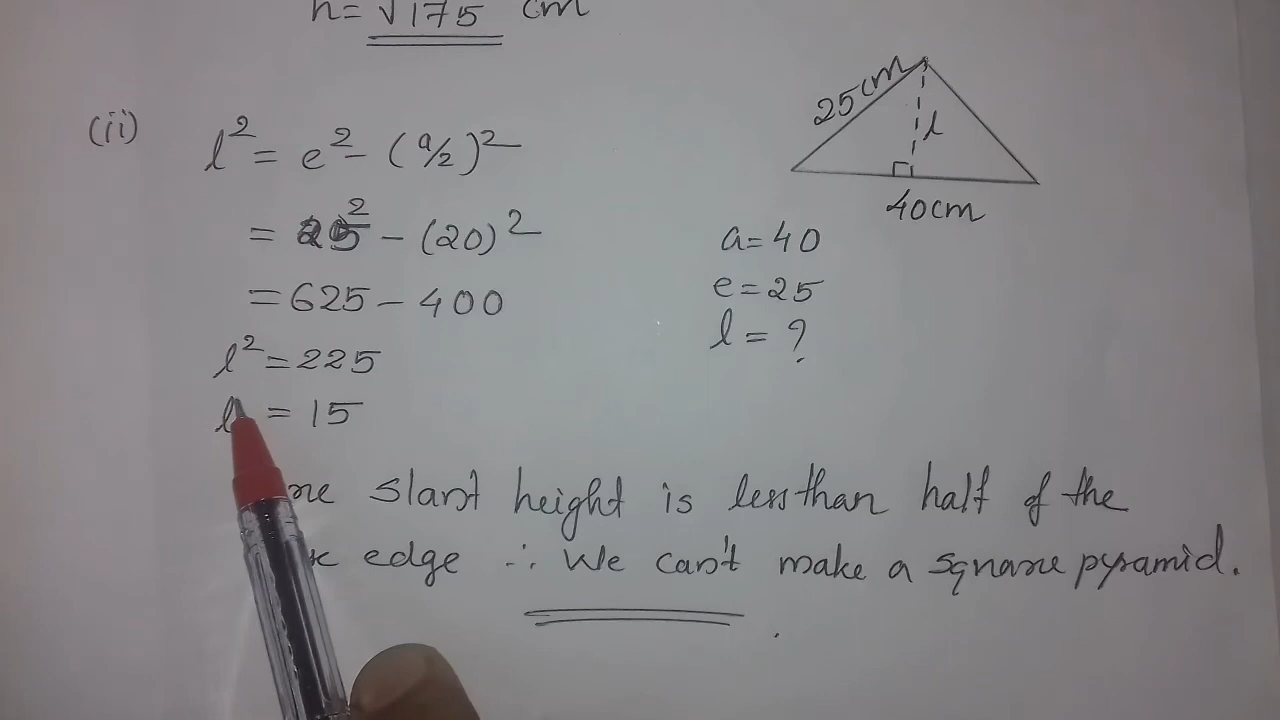 h = √175 cm
(ii) l² = e² - (a/2)²
= 25² - (20)²
= 625 - 400
l² = 225
l = 15
25cm
l
40cm
a = 40
e = 25
l = ?
slant height is less than half of the
edge ∴ We can't make a square pyramid.